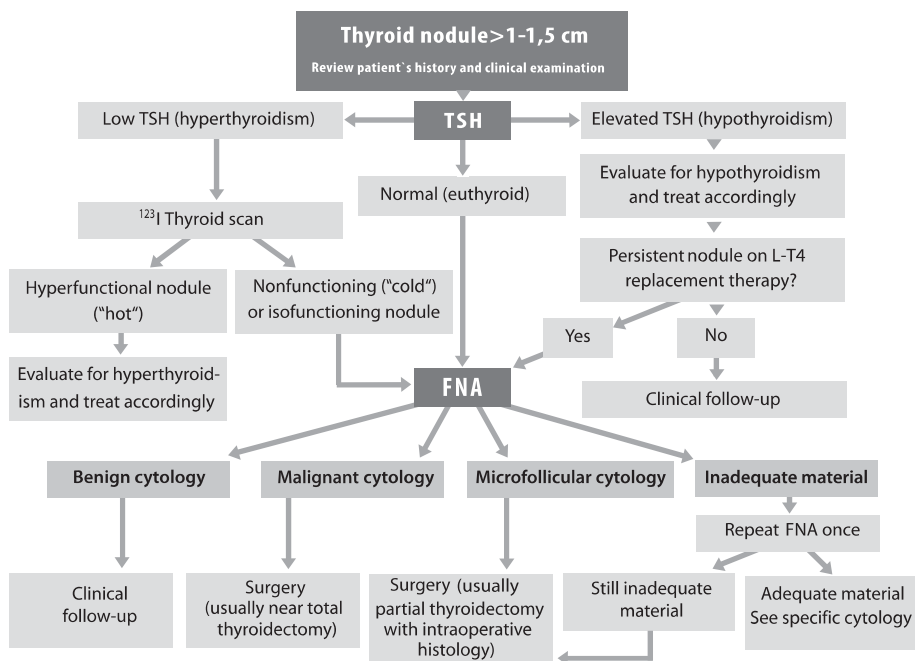 Thyroid nodule>1-1,5 cm
Review patient`s history and clinical examination
Low TSH (hyperthyroidism)
TSH
Elevated TSH (hypothyroidism)
Normal (euthyroid)
Evaluate for hypothyroidism
and treat accordingly
123I Thyroid scan
Persistent nodule on L-T4
replacement therapy?
Hyperfunctional nodule
("hot“)
Nonfunctioning ("cold“)
or isofunctioning nodule
Yes
No
Evaluate for hyperthyroid-
ism and treat accordingly
FNA
Clinical follow-up
Benign cytology
Malignant cytology
Microfollicular cytology
Inadequate material
Repeat FNA once
Clinical
follow-up
Surgery
(usually near total
thyroidectomy)
Surgery (usually
partial thyroidectomy
with intraoperative
histology)
Still inadequate
material
Adequate material
See specific cytology